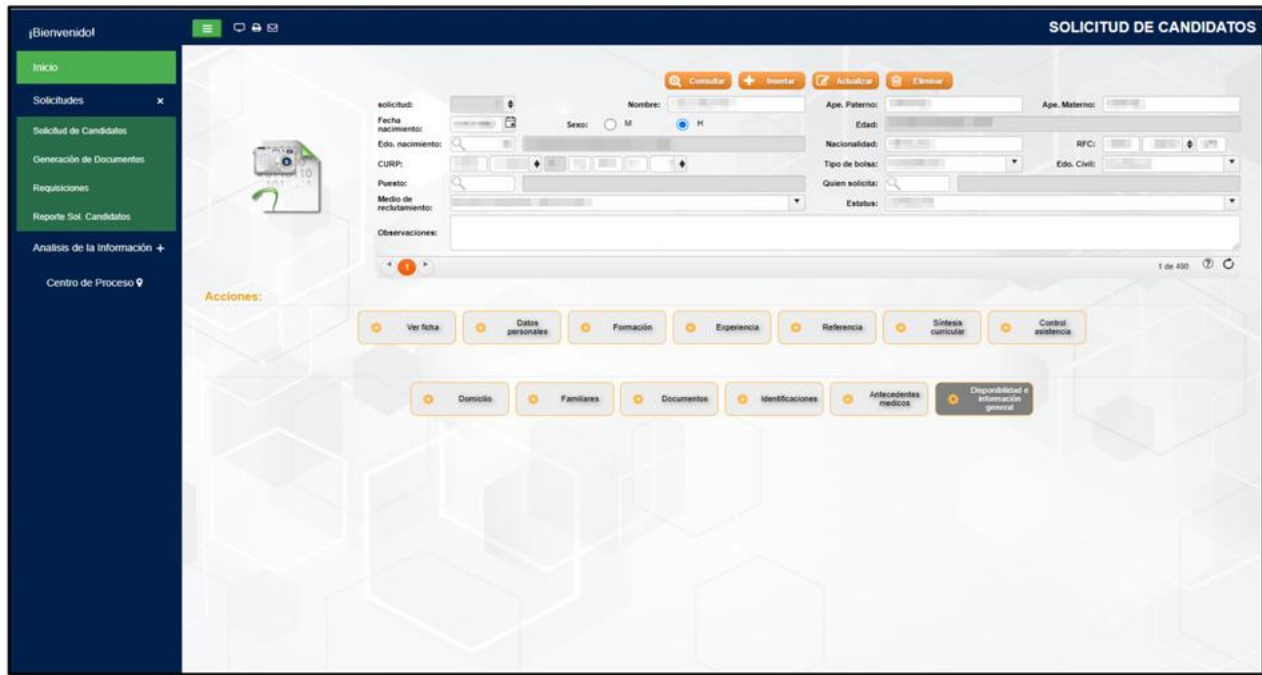 ¡Bienvenido!
SOLICITUD DE CANDIDATOS
Inicio
Solicitudes ×
Solicitud de Candidatos
Generación de Documentos
Requisiciones
Reporte Sol. Candidatos
Analisis de la Información +
Centro de Proceso
Consultar Insertar Actualizar Eliminar
solicitud: Nombre: Ape. Paterno: Ape. Materno:
Fecha nacimiento: Sexo: M H Edad:
Edo. nacimiento: Nacionalidad: RFC:
CURP: Tipo de bolsa: Edo. Civil:
Puesto: Quien solicita:
Medio de reclutamiento: Estatus:
Observaciones:
1 1 de 490
Acciones:
Ver ficha Datos personales Formación Experiencia Referencia Síntesis curricular Control asistencia
Domicilio Familiares Documentos Identificaciones Antecedentes medicos Disponibilidad e información general